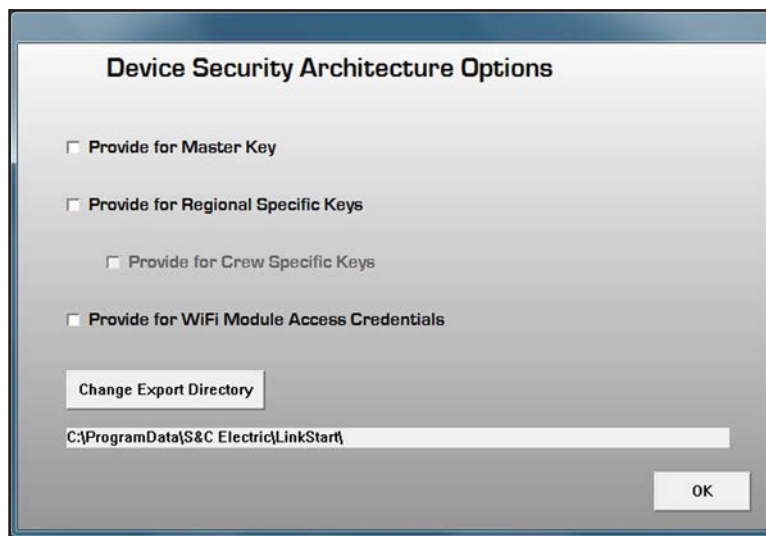 Device Security Architecture Options
Provide for Master Key
Provide for Regional Specific Keys
Provide for Crew Specific Keys
Provide for WiFi Module Access Credentials
Change Export Directory
C:\ProgramData\S&C Electric\LinkStart\
OK